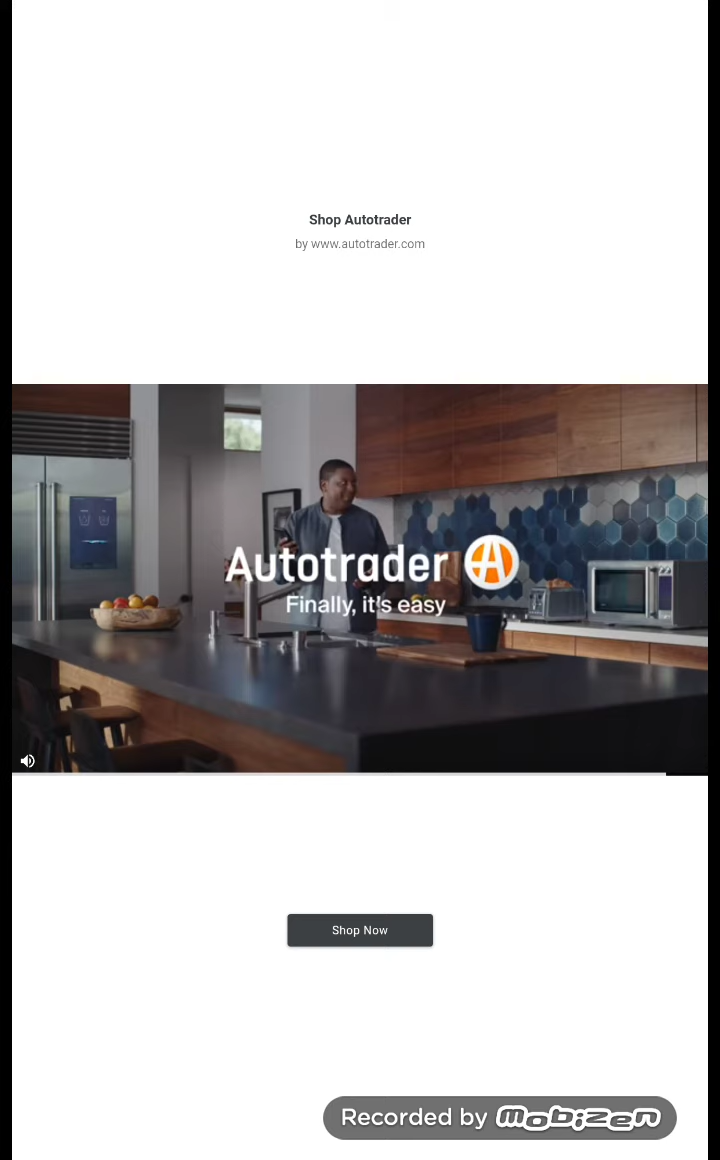 Shop Autotrader
by www.autotrader.com
Autotrader
Finally, it's easy
Shop Now
Recorded by mobizen